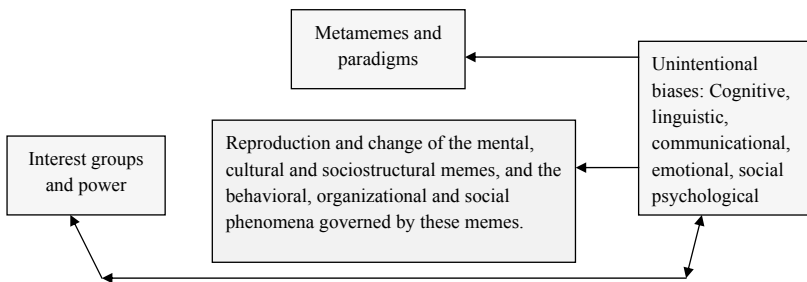 Metamemes and
paradigms
Unintentional
biases: Cognitive,
linguistic,
communicational,
emotional, social
psychological
Reproduction and change of the mental,
cultural and sociostructural memes, and the
behavioral, organizational and social
phenomena governed by these memes.
Interest groups
and power